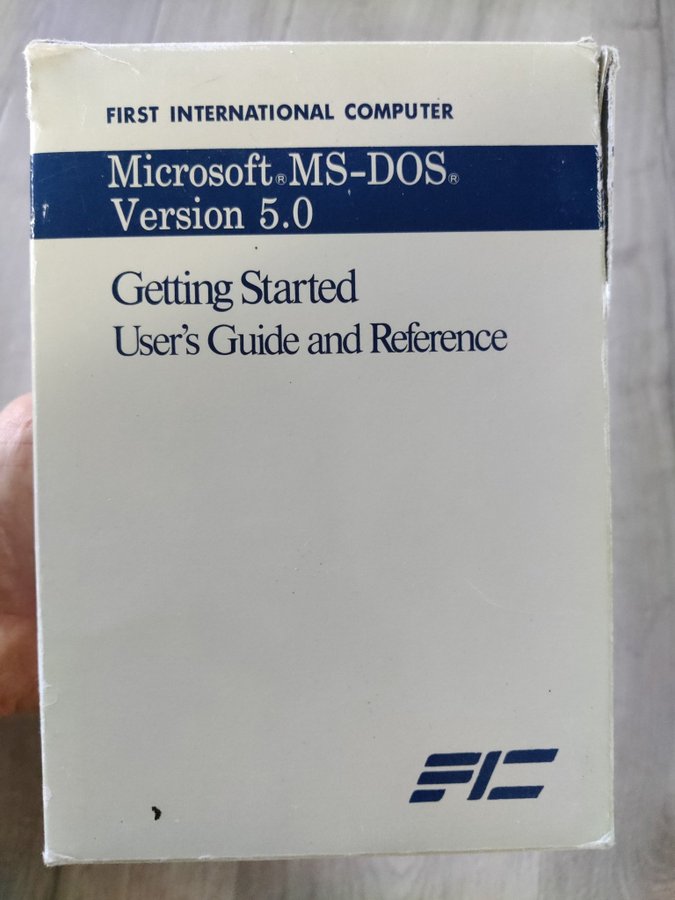 FIRST INTERNATIONAL COMPUTER
Microsoft® MS-DOS®
Version 5.0
Getting Started
User's Guide and Reference
FIC